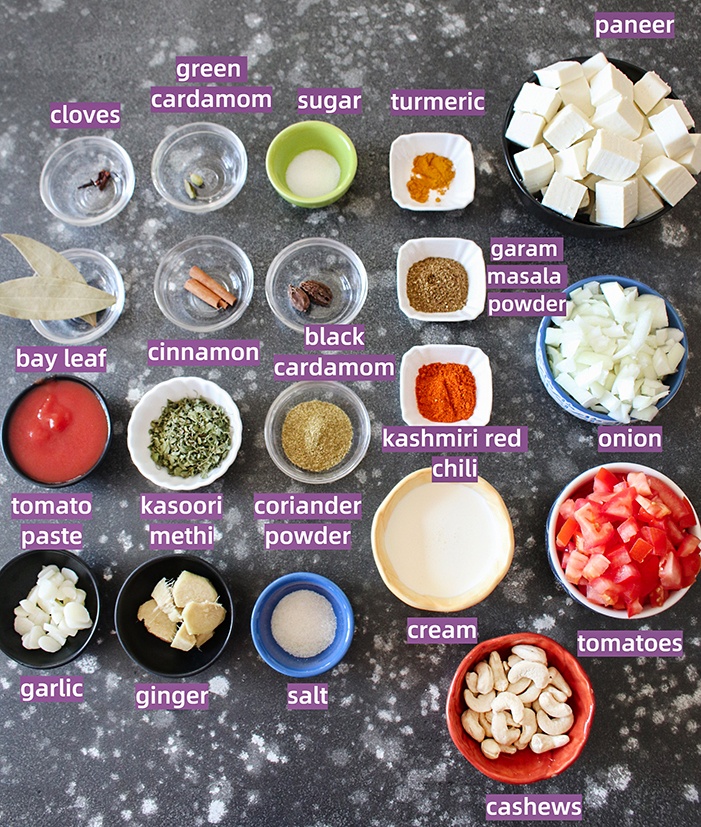 paneer
green
cardamom
cloves
sugar
turmeric
garam
masala
powder
bay leaf
cinnamon
black
cardamom
kashmiri red
chili
onion
tomato
paste
kasoori
methi
coriander
powder
cream
tomatoes
garlic
ginger
salt
cashews